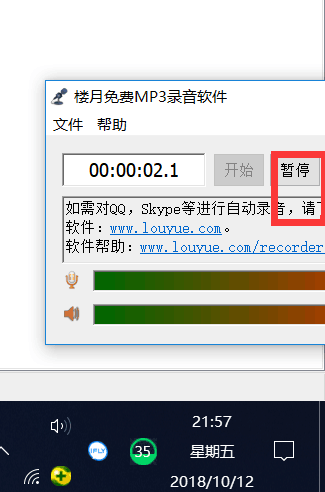 楼月免费MP3录音软件
文件 帮助
00:00:02.1 开始 暂停
如需对QQ，Skype等进行自动录音，请
软件：www.louyue.com。
软件帮助：www.louyue.com/recorder
21:57
iFLY 35 星期五
2018/10/12